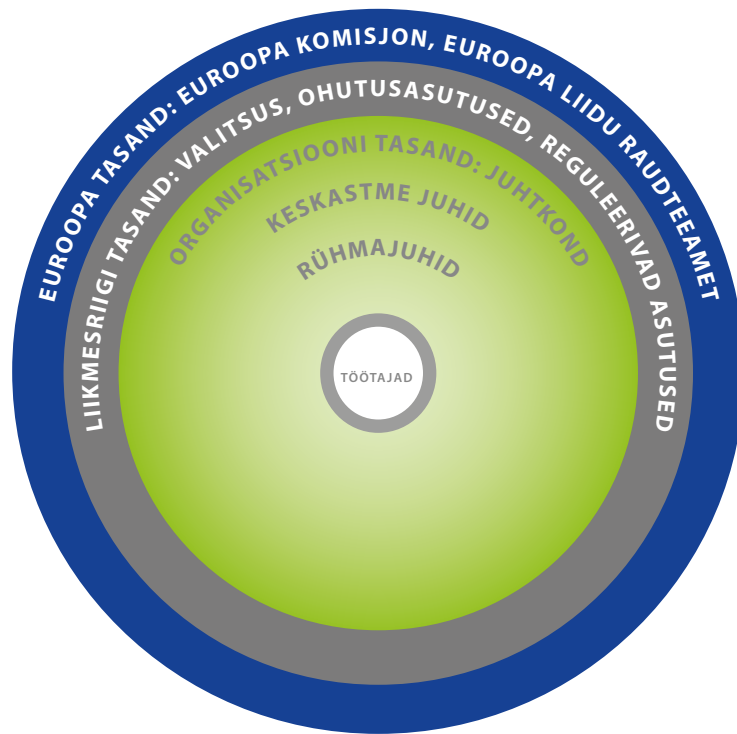 EUROOPA TASAND: EUROOPA KOMISJON, EUROOPA LIIDU RAUDTEEAMET
LIIKMESRIIGI TASAND: VALITSUS, OHUTUSASUTUSED, REGULEERIVAD ASUTUSED
ORGANISATSIOONI TASAND: JUHTKOND
KESKASTME JUHID
RÜHMAJUHID
TÖÖTAJAD